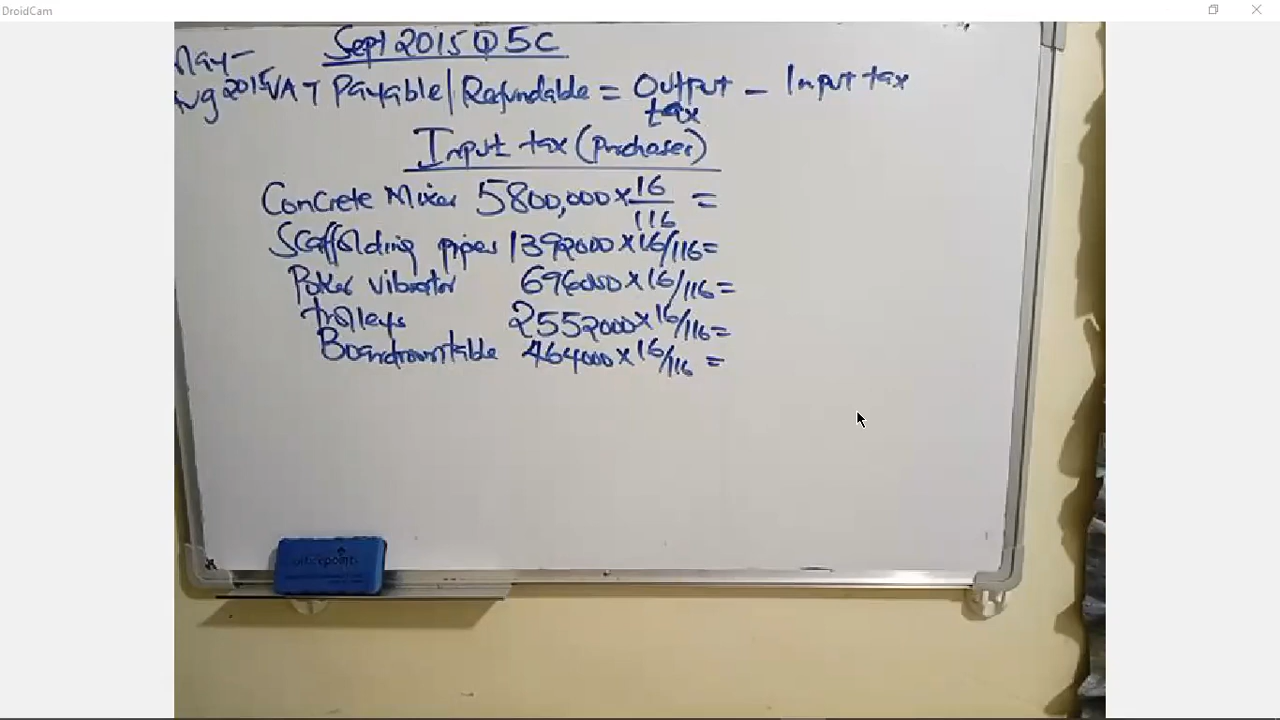 DroidCam
Sept 2015 Q5C
May-
Aug 2015 VAT Payable/Refundable = Output tax - Input tax
Input tax (Purchases)
Concrete Mixer 5800,000 × 16/116 =
Scaffolding pipes 1392000 × 16/116 =
Poker vibrator 696000 × 16/116 =
trolleys 2552000 × 16/116 =
Boardroom table 464000 × 16/116 =
officepoint